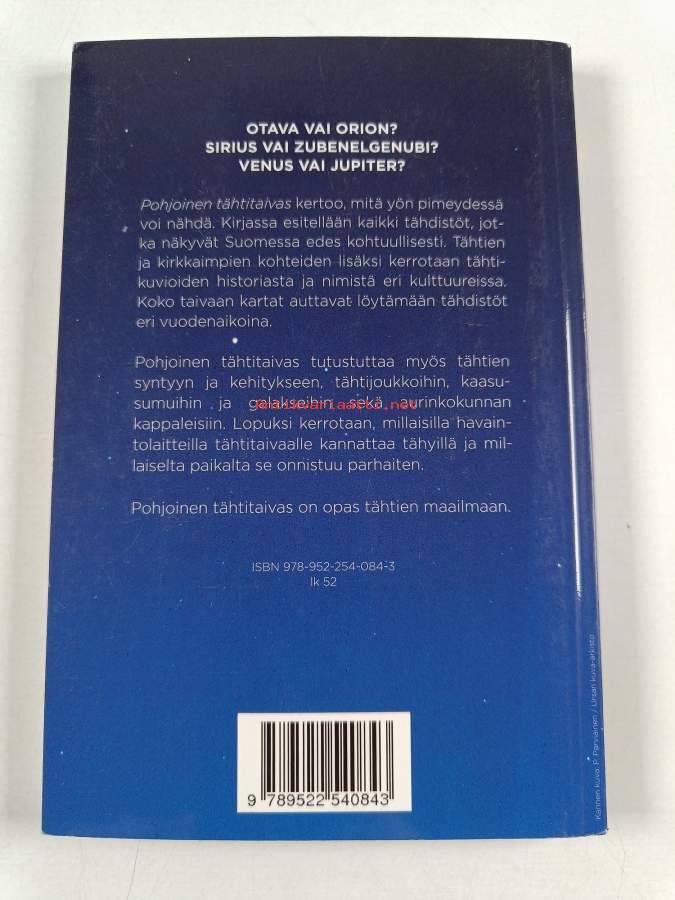 OTAVA VAI ORION?
SIRIUS VAI ZUBENELGENUBI?
VENUS VAI JUPITER?
Pohjoinen tähtitaivas kertoo, mitä yön pimeydessä
voi nähdä. Kirjassa esitellään kaikki tähdistöt, jot-
ka näkyvät Suomessa edes kohtuullisesti. Tähtien
ja kirkkaimpien kohteiden lisäksi kerrotaan tähti-
kuvioiden historiasta ja nimistä eri kulttuureissa.
Koko taivaan kartat auttavat löytämään tähdistöt
eri vuodenaikoina.
Pohjoinen tähtitaivas tutustuttaa myös tähtien
syntyyn ja kehitykseen, tähtijoukkoihin, kaasu-
sumuihin ja galakseihin sekä aurinkokunnan
Antikvariaatti.net
kappaleisiin. Lopuksi kerrotaan, millaisilla havain-
tolaitteilla tähtitaivaalle kannattaa tähyillä ja mil-
laiselta paikalta se onnistuu parhaiten.
Pohjoinen tähtitaivas on opas tähtien maailmaan.
ISBN 978-952-254-084-3
lk 52
9 789522 540843
Kannen kuva: P. Parviainen / Ursan kuva-arkisto